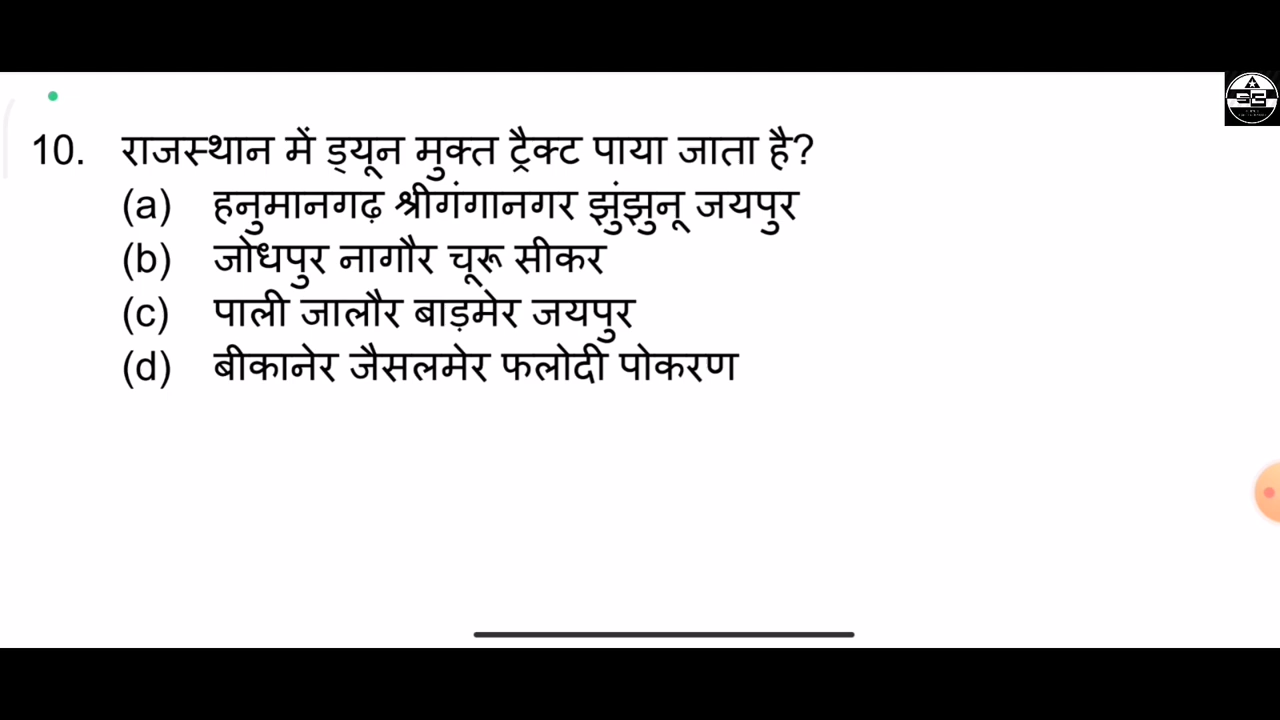 10. राजस्थान में ड्यून मुक्त ट्रैक्ट पाया जाता है?
(a) हनुमानगढ़ श्रीगंगानगर झुंझुनू जयपुर
(b) जोधपुर नागौर चूरू सीकर
(c) पाली जालौर बाड़मेर जयपुर
(d) बीकानेर जैसलमेर फलोदी पोकरण